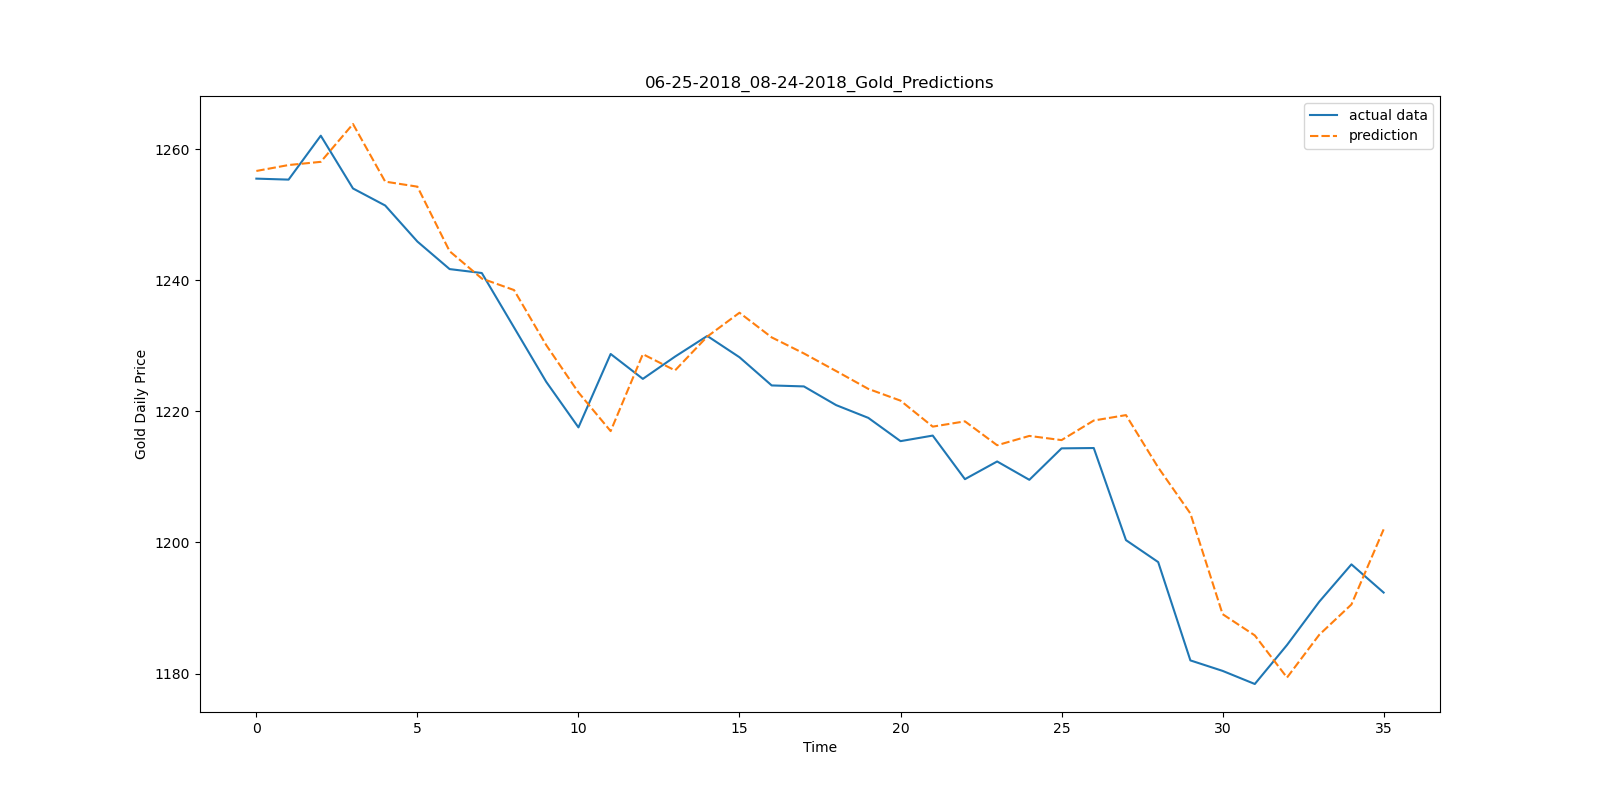 06-25-2018_08-24-2018_Gold_Predictions
actual data
prediction
1260
1240
1220
1200
1180
Gold Daily Price
0 5 10 15 20 25 30 35
Time